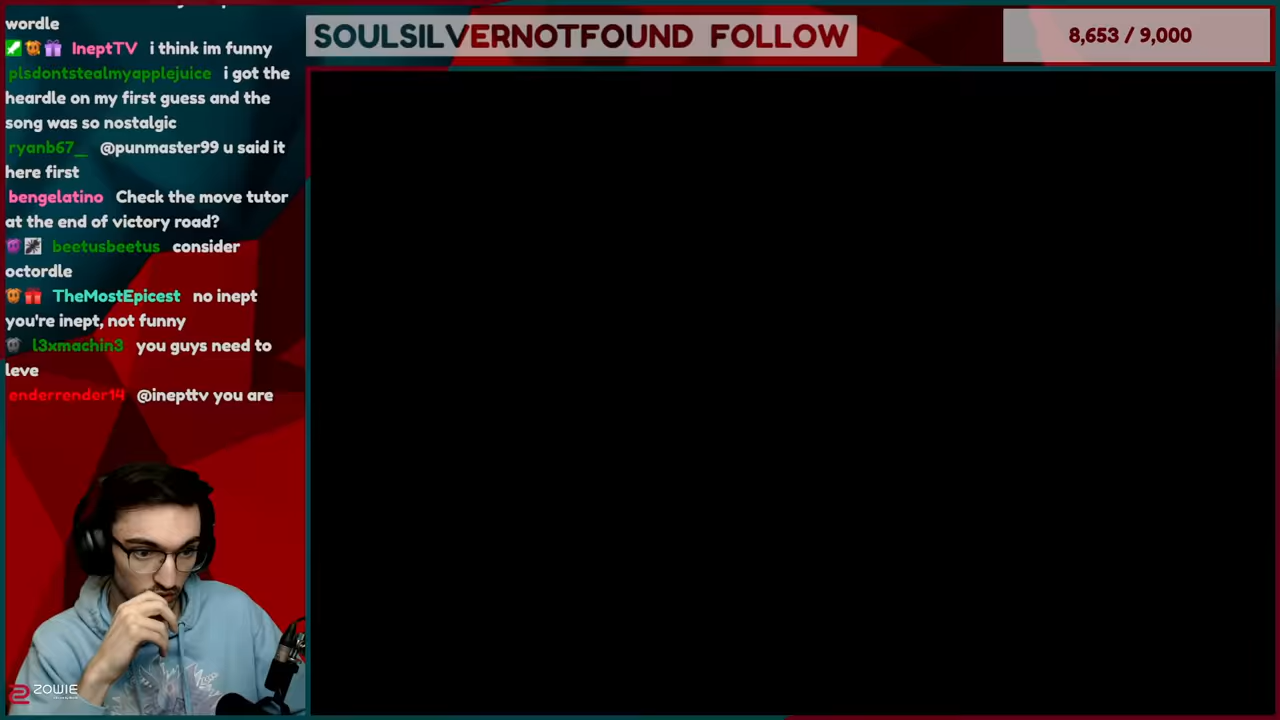 wordle
IneptTV i think im funny
plsdontstealmyapplejuice i got the
heardle on my first guess and the
song was so nostalgic
ryanb67__ @punmaster99 u said it
here first
bengelatino Check the move tutor
at the end of victory road?
beetusbeetus consider
octordle
TheMostEpicest no inept
you're inept, not funny
l3xmachin3 you guys need to
leve
enderrender14 @inepttv you are
SOULSILVERNOTFOUND FOLLOW
8,653 / 9,000
ZOWIE